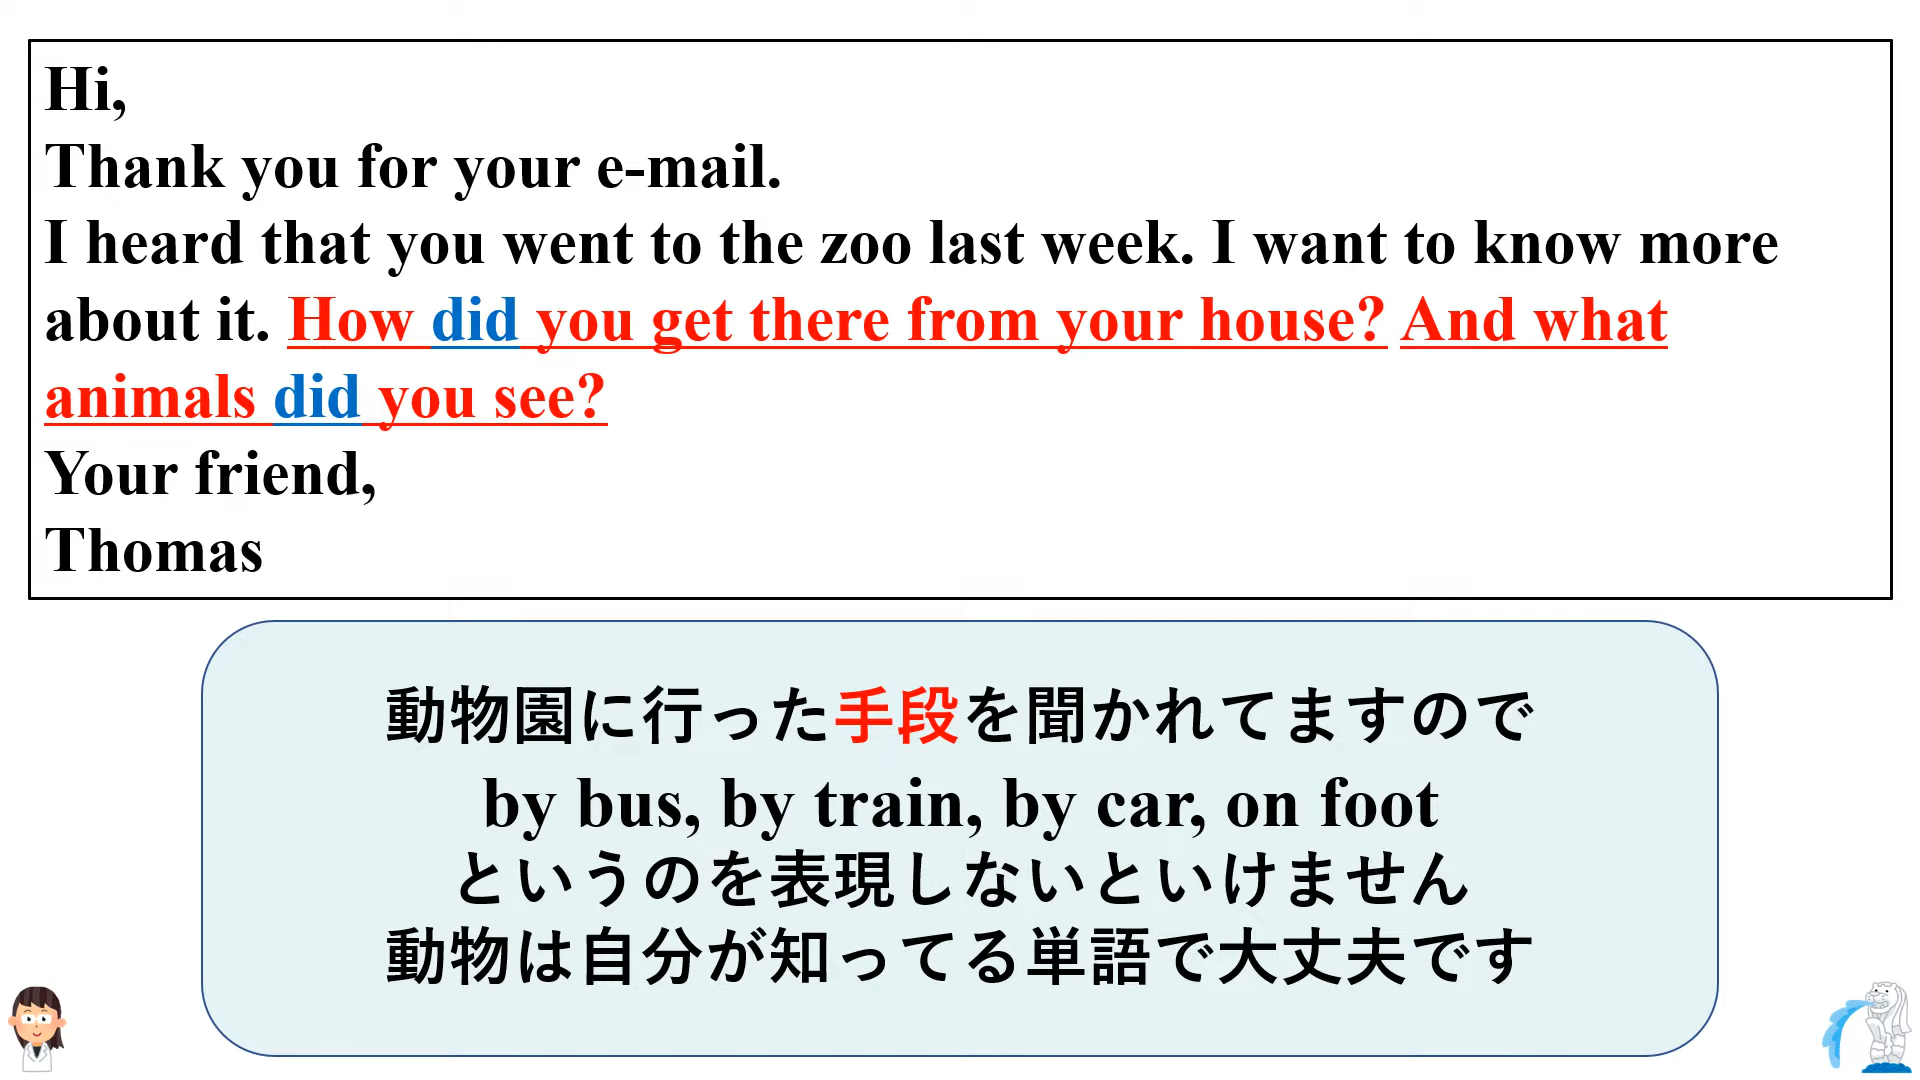 Hi,
Thank you for your e-mail.
I heard that you went to the zoo last week. I want to know more
about it. How did you get there from your house? And what
animals did you see?
Your friend,
Thomas
動物園に行った手段を聞かれてますので
by bus, by train, by car, on foot
というのを表現しないといけません
動物は自分が知ってる単語で大丈夫です